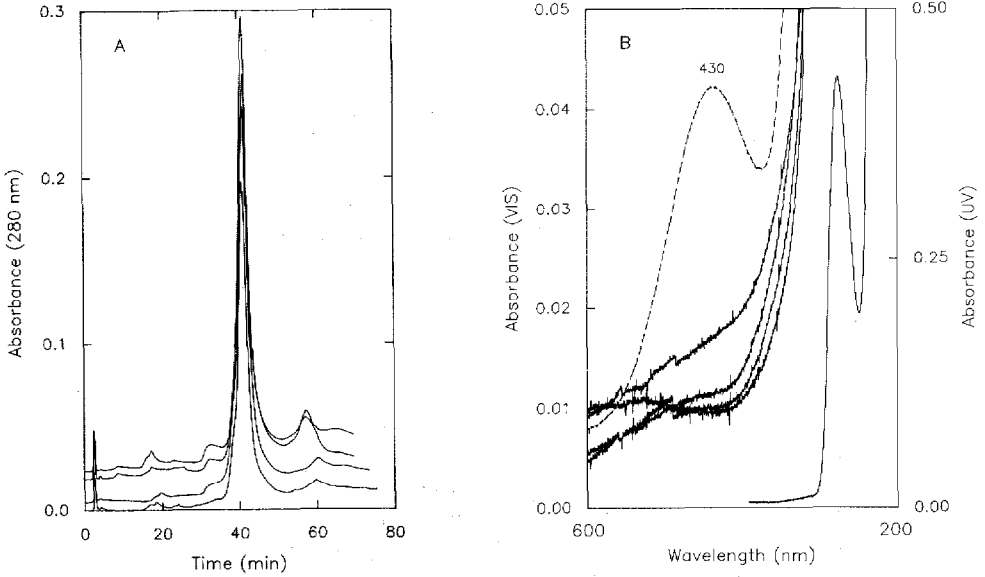 A
0.3
0.2
0.1
0.0
Absorbance (280 nm)
0 20 40 60 80
Time (min)
B
430
0.05
0.04
0.03
0.02
0.01
0.00
Absorbance (VIS)
600 200
Wavelength (nm)
0.50
0.25
0.00
Absorbance (UV)